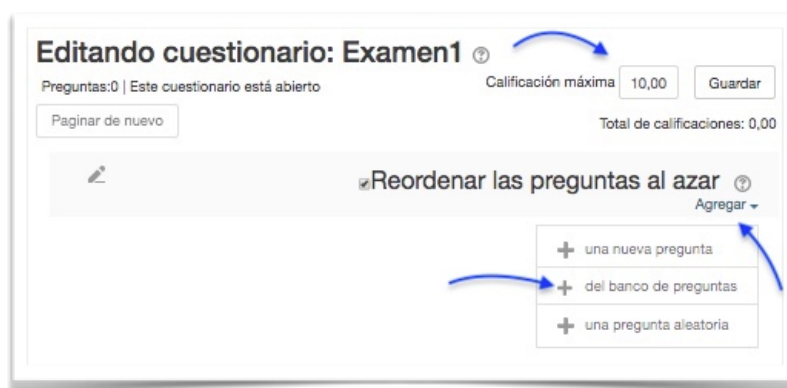 Editando cuestionario: Examen1
Preguntas:0 | Este cuestionario está abierto
Calificación máxima 10,00 Guardar
Paginar de nuevo
Total de calificaciones: 0,00
Reordenar las preguntas al azar
Agregar
una nueva pregunta
del banco de preguntas
una pregunta aleatoria